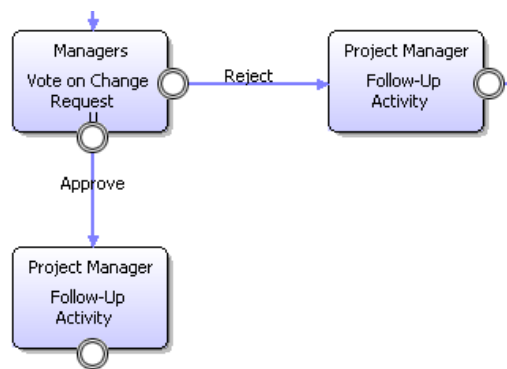 Managers
Vote on Change
Request
Reject
Project Manager
Follow-Up
Activity
Approve
Project Manager
Follow-Up
Activity